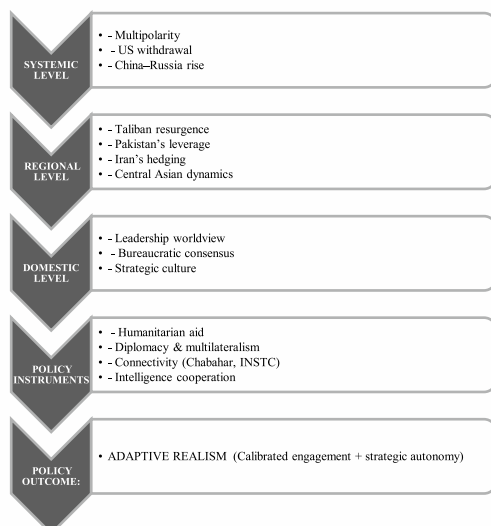 SYSTEMIC
LEVEL
• - Multipolarity
• - US withdrawal
• - China–Russia rise
REGIONAL
LEVEL
• - Taliban resurgence
• - Pakistan's leverage
• - Iran's hedging
• - Central Asian dynamics
DOMESTIC
LEVEL
• - Leadership worldview
• - Bureaucratic consensus
• - Strategic culture
POLICY
INSTRUMENTS
• - Humanitarian aid
• - Diplomacy & multilateralism
• - Connectivity (Chabahar, INSTC)
• - Intelligence cooperation
POLICY
OUTCOME:
• ADAPTIVE REALISM (Calibrated engagement + strategic autonomy)